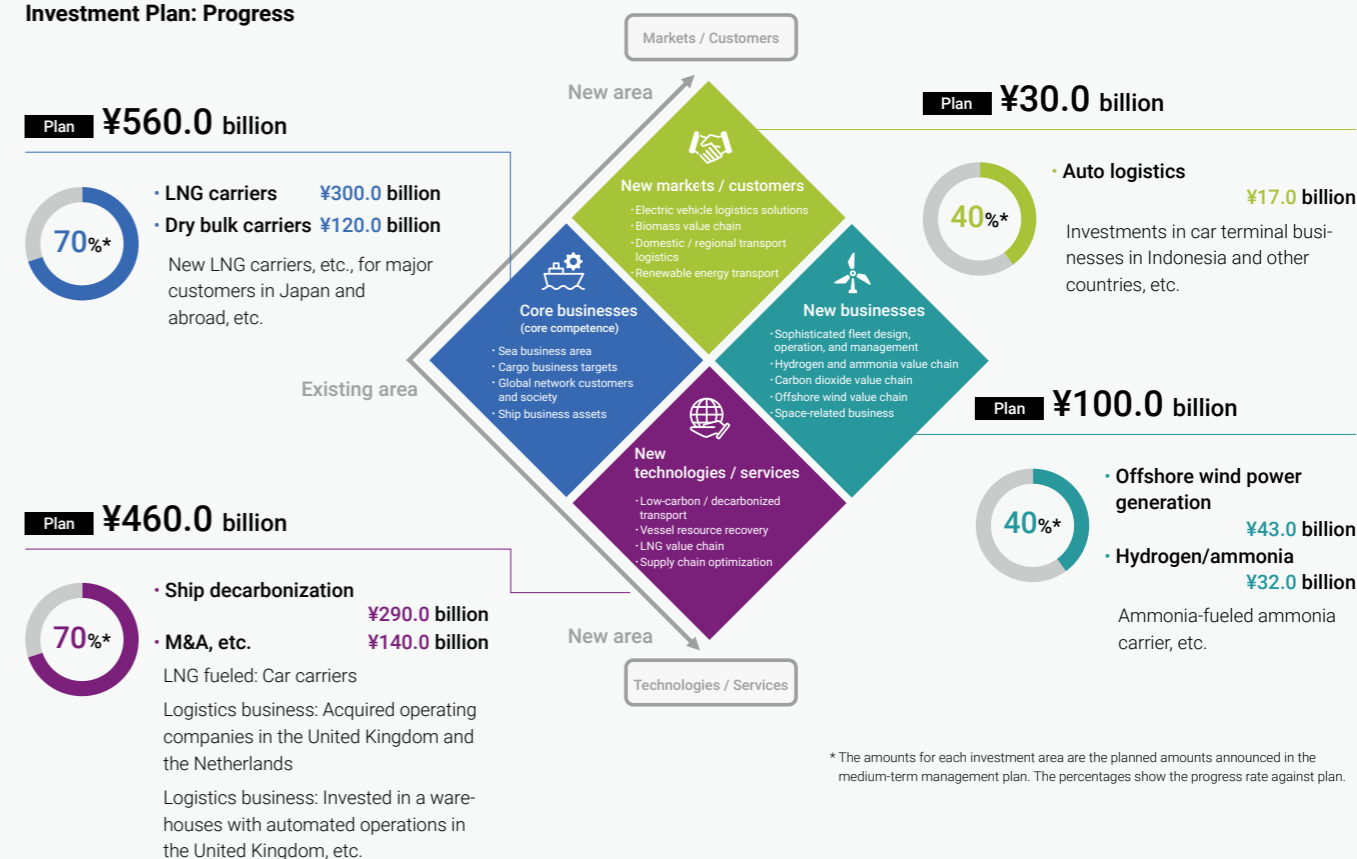 Investment Plan: Progress
Markets / Customers
New area
Plan ¥560.0 billion
70%*
· LNG carriers ¥300.0 billion
· Dry bulk carriers ¥120.0 billion
New LNG carriers, etc., for major
customers in Japan and
abroad, etc.
Plan ¥30.0 billion
40%*
· Auto logistics
¥17.0 billion
Investments in car terminal busi-
nesses in Indonesia and other
countries, etc.
New markets / customers
· Electric vehicle logistics solutions
· Biomass value chain
· Domestic / regional transport
logistics
· Renewable energy transport
Core businesses
(core competence)
· Sea business area
· Cargo business targets
· Global network customers
and society
· Ship business assets
New businesses
· Sophisticated fleet design,
operation, and management
· Hydrogen and ammonia value chain
· Carbon dioxide value chain
· Offshore wind value chain
· Space-related business
Existing area
New
technologies / services
· Low-carbon / decarbonized
transport
· Vessel resource recovery
· LNG value chain
· Supply chain optimization
Plan ¥460.0 billion
70%*
· Ship decarbonization
¥290.0 billion
· M&A, etc. ¥140.0 billion
LNG fueled: Car carriers
Logistics business: Acquired operating
companies in the United Kingdom and
the Netherlands
Logistics business: Invested in a ware-
houses with automated operations in
the United Kingdom, etc.
Plan ¥100.0 billion
40%*
· Offshore wind power
generation
¥43.0 billion
· Hydrogen/ammonia
¥32.0 billion
Ammonia-fueled ammonia
carrier, etc.
New area
Technologies / Services
* The amounts for each investment area are the planned amounts announced in the
medium-term management plan. The percentages show the progress rate against plan.